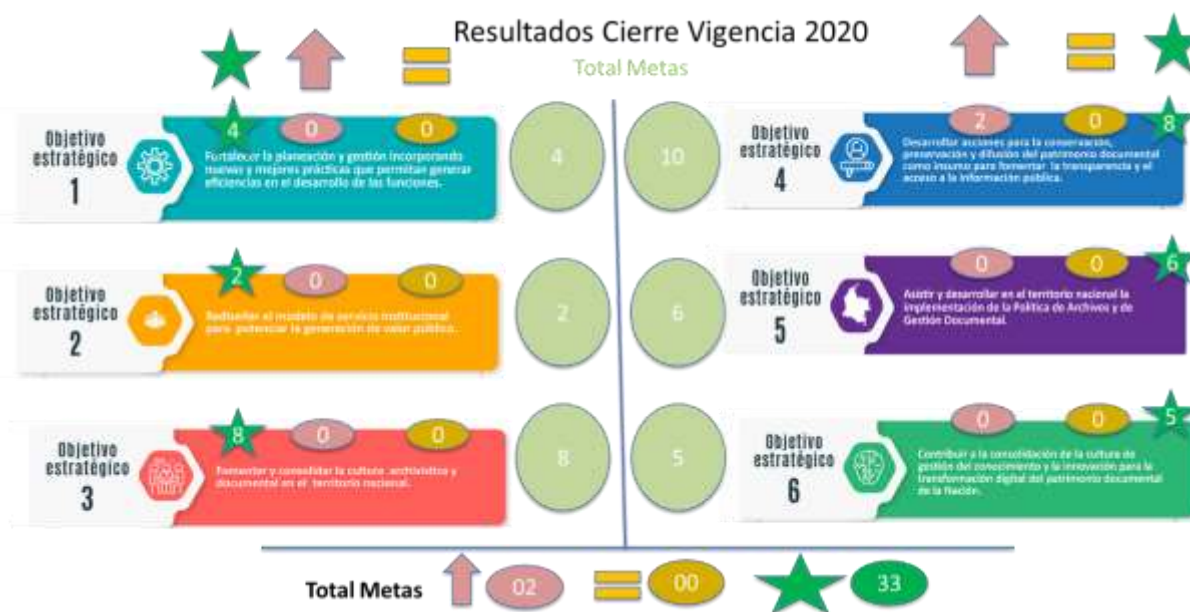 Resultados Cierre Vigencia 2020
Total Metas
Objetivo
estratégico
1
4
0
0
Fortalecer la planeación y gestión incorporando
nuevas y mejores prácticas que permitan generar
eficiencias en el desarrollo de las funciones.
4
Objetivo
estratégico
2
2
0
0
Rediseñar el modelo de servicio institucional
para potenciar la generación de valor público.
2
Objetivo
estratégico
3
8
0
0
Fomentar y consolidar la cultura archivística y
documental en el territorio nacional.
8
10
Objetivo
estratégico
4
2
0
8
Desarrollar acciones para la conservación,
preservación y difusión del patrimonio documental
como insumo para fomentar la transparencia y el
acceso a la información pública.
6
Objetivo
estratégico
5
0
0
6
Asistir y desarrollar en el territorio nacional la
implementación de la Política de Archivos y de
Gestión Documental.
5
Objetivo
estratégico
6
0
0
5
Contribuir a la consolidación de la cultura de
gestión del conocimiento y la innovación para la
transformación digital del patrimonio documental
de la Nación.
Total Metas
02
00
33